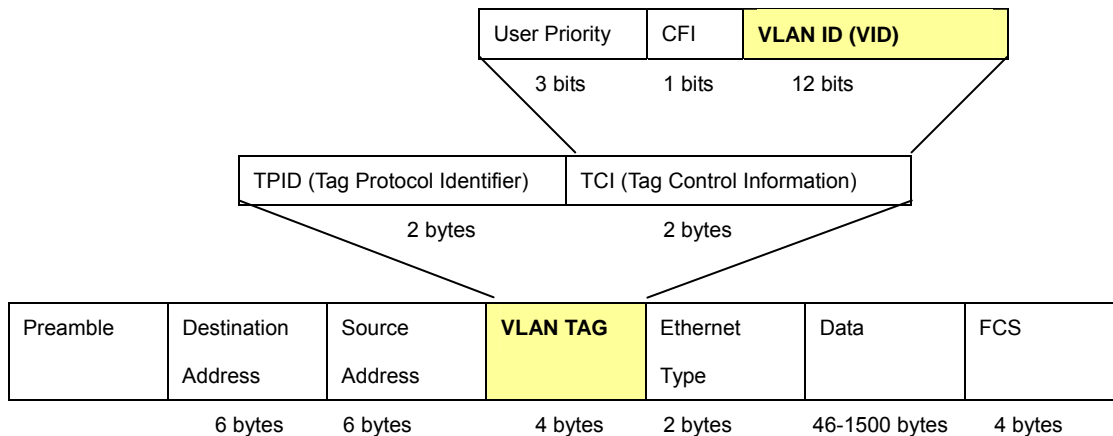 User Priority CFI VLAN ID (VID)
3 bits 1 bits 12 bits
TPID (Tag Protocol Identifier) TCI (Tag Control Information)
2 bytes 2 bytes
Preamble Destination Address Source Address VLAN TAG Ethernet Type Data FCS
6 bytes 6 bytes 4 bytes 2 bytes 46-1500 bytes 4 bytes